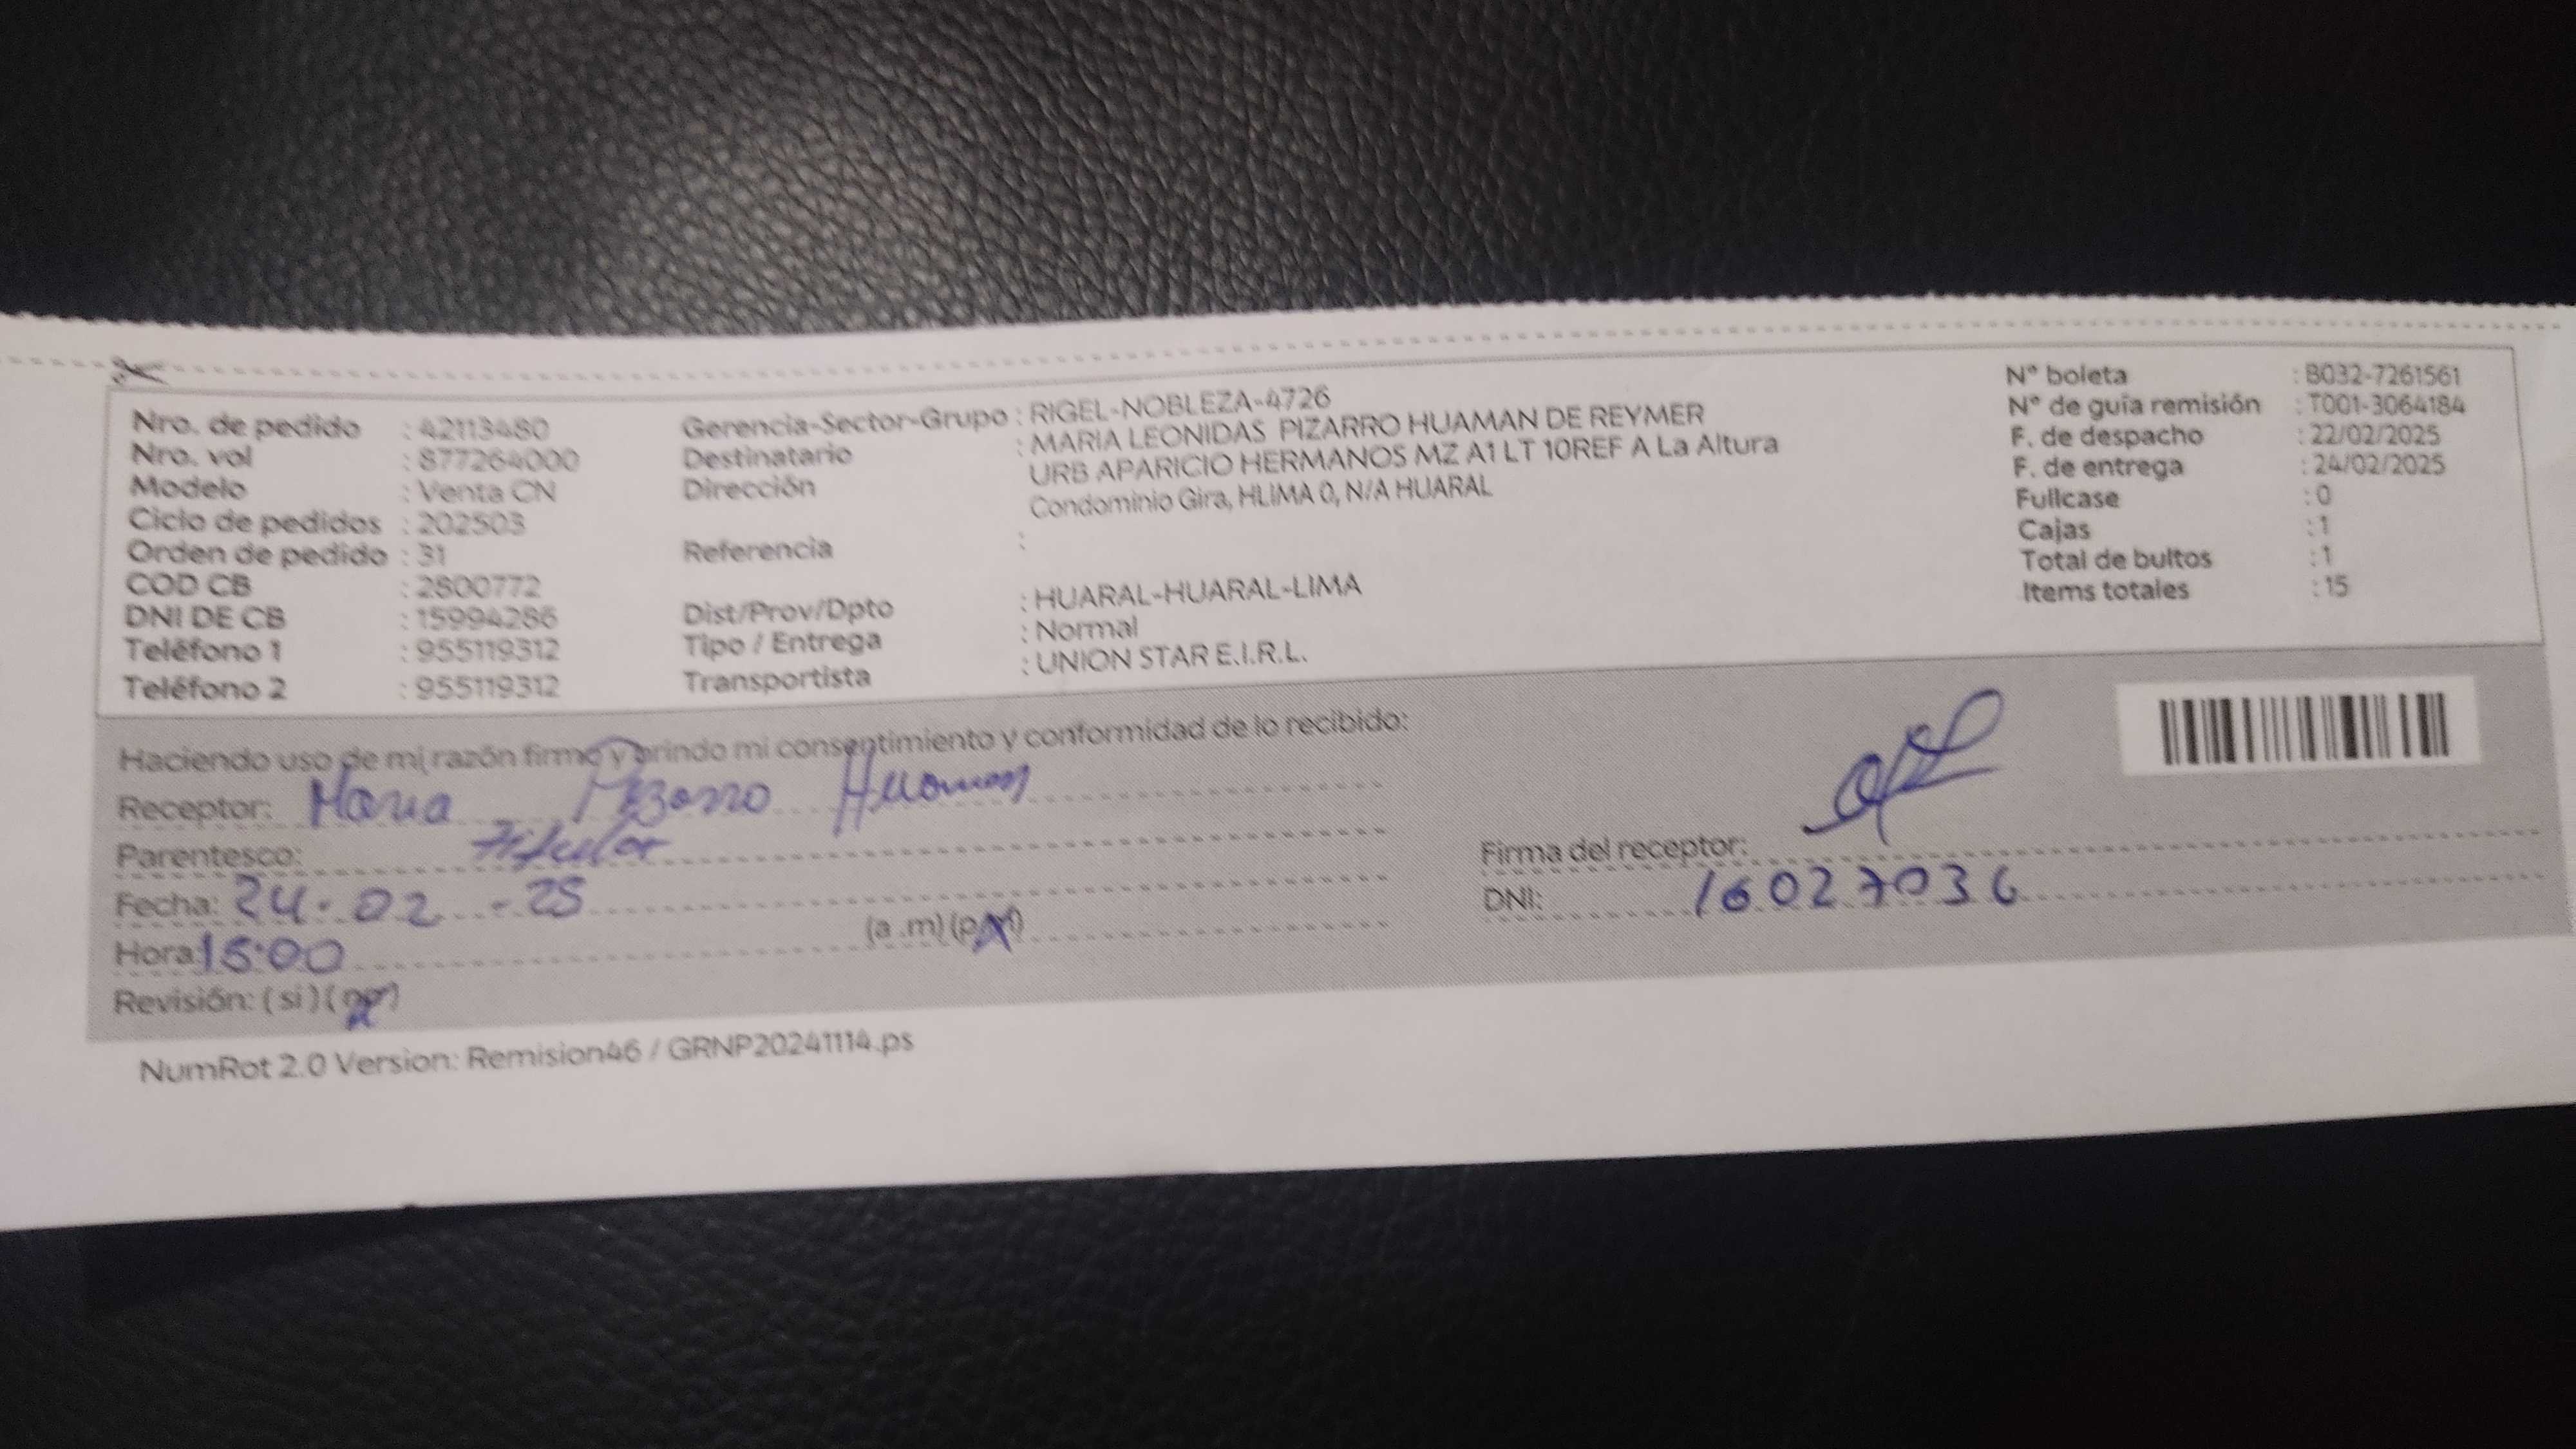 Nro. de pedido : 42113480
Nro. vol : 877264000
Modelo : Venta CN
Ciclo de pedidos : 202503
Orden de pedido : 31
COD CB : 2800772
DNI DE CB : 15994286
Teléfono 1 : 955119312
Teléfono 2 : 955119312
Gerencia-Sector-Grupo : RIGEL-NOBLEZA-4726
Destinatario : MARIA LEONIDAS PIZARRO HUAMAN DE REYMER
Dirección URB APARICIO HERMANOS MZ A1 LT 10REF A La Altura
Condominio Gira, HLIMA 0, N/A HUARAL
Referencia :
Dist/Prov/Dpto : HUARAL-HUARAL-LIMA
Tipo / Entrega : Normal
Transportista : UNION STAR E.I.R.L.
N° boleta : B032-7261561
N° de guía remisión : T001-3064184
F. de despacho : 22/02/2025
F. de entrega : 24/02/2025
Fullcase : 0
Cajas : 1
Total de bultos : 1
Items totales : 15
Haciendo uso de mi razón firmo y brindo mi consentimiento y conformidad de lo recibido:
Receptor: Maria Pizarro Huaman
Parentesco: Titular
Fecha: 24-02-25
Hora: 15:00 (a .m) (p.m)
Revisión: (si) (no)
Firma del receptor:
DNI: 16027036
NumRot 2.0 Version: Remision46 / GRNP20241114.ps